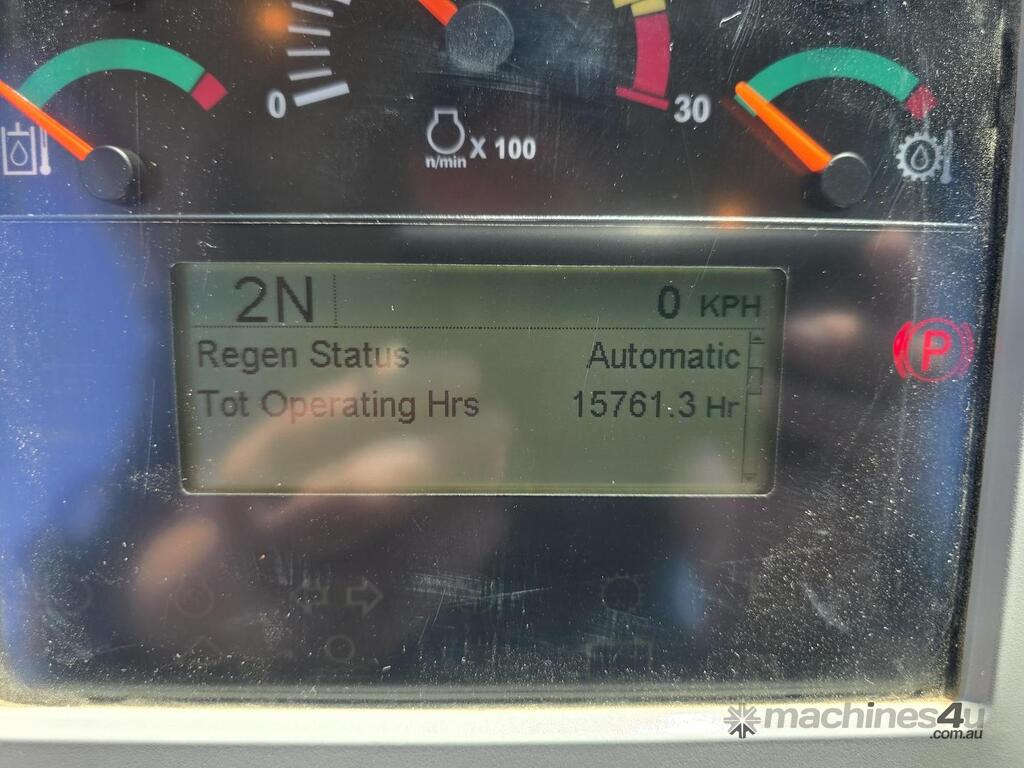 0
30
n/min X 100
2N 0 KPH
Regen Status Automatic
Tot Operating Hrs 15761.3 Hr
P
machines4u
.com.au